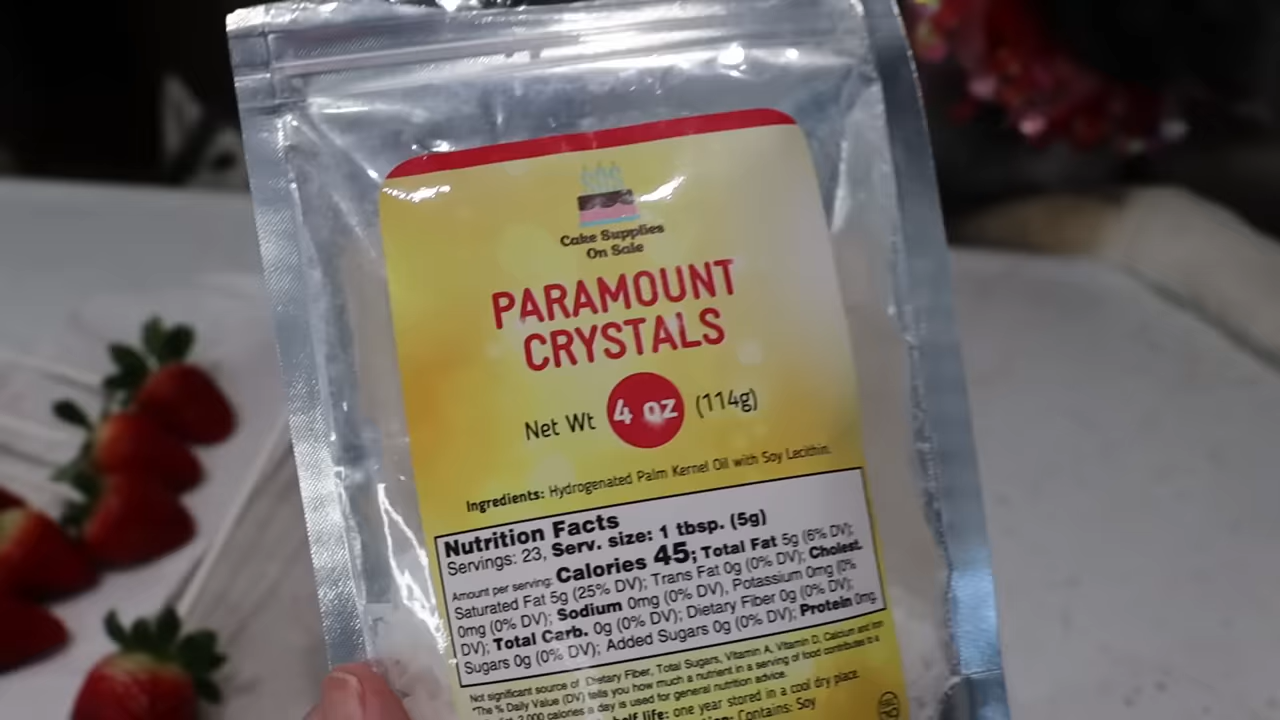 Cake Supplies
On Sale
PARAMOUNT
CRYSTALS
Net Wt 4 oz (114g)
Ingredients: Hydrogenated Palm Kernel Oil with Soy Lecithin.
Nutrition Facts
Servings: 23, Serv. size: 1 tbsp. (5g)
Amount per serving: Calories 45; Total Fat 5g (6% DV);
Saturated Fat 5g (25% DV); Trans Fat 0g (0% DV); Cholest.
0mg (0% DV); Sodium 0mg (0% DV), Potassium 0mg (0%
DV); Total Carb. 0g (0% DV); Dietary Fiber 0g (0% DV);
Sugars 0g (0% DV); Added Sugars 0g (0% DV); Protein 0mg.
Not significant source of Dietary Fiber, Total Sugars, Vitamin A, Vitamin D, Calcium and Iron
*The % Daily Value (DV) tells you how much a nutrient in a serving of food contributes to a
2,000 calories a day is used for general nutrition advice.
life: one year stored in a cool dry place.
Contains: Soy